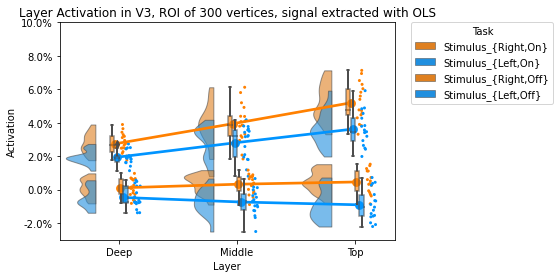 Layer Activation in V3, ROI of 300 vertices, signal extracted with OLS
10.0%
8.0%
6.0%
4.0%
2.0%
0.0%
-2.0%
Activation
Deep
Middle
Top
Layer
Task
Stimulus_{Right,On}
Stimulus_{Left,On}
Stimulus_{Right,Off}
Stimulus_{Left,Off}